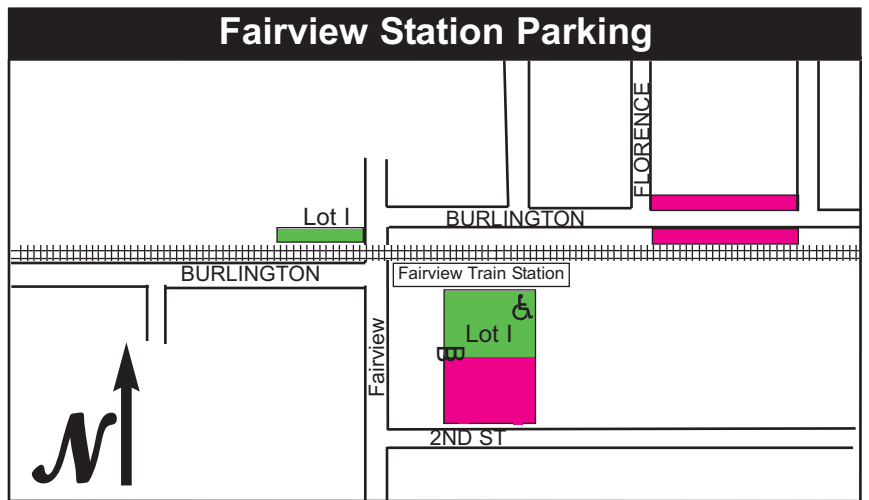 Fairview Station Parking
FLORENCE
Lot I
BURLINGTON
BURLINGTON
Fairview Train Station
Lot I
B
Fairview
2ND ST
N